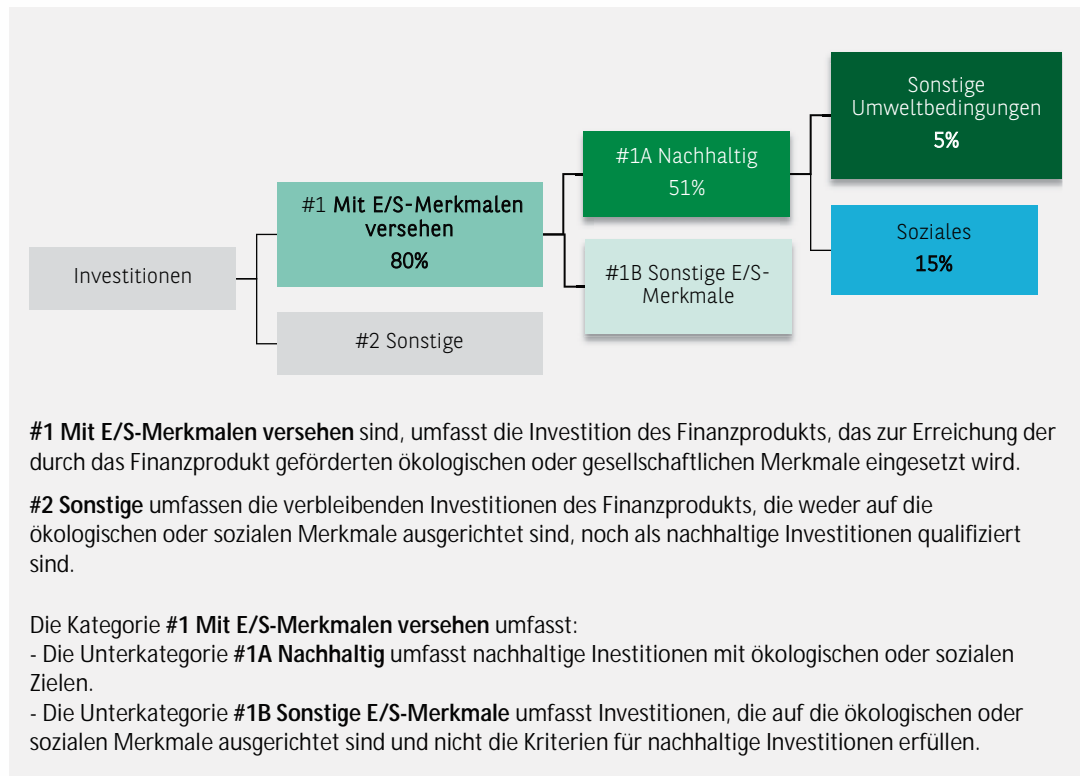 Sonstige
Umweltbedingungen
5%
#1A Nachhaltig
51%
#1 Mit E/S-Merkmalen
versehen
80%
Soziales
15%
Investitionen
#1B Sonstige E/S-
Merkmale
#2 Sonstige
#1 Mit E/S-Merkmalen versehen sind, umfasst die Investition des Finanzprodukts, das zur Erreichung der
durch das Finanzprodukt geförderten ökologischen oder gesellschaftlichen Merkmale eingesetzt wird.
#2 Sonstige umfassen die verbleibenden Investitionen des Finanzprodukts, die weder auf die
ökologischen oder sozialen Merkmale ausgerichtet sind, noch als nachhaltige Investitionen qualifiziert
sind.
Die Kategorie #1 Mit E/S-Merkmalen versehen umfasst:
- Die Unterkategorie #1A Nachhaltig umfasst nachhaltige Inestitionen mit ökologischen oder sozialen
Zielen.
- Die Unterkategorie #1B Sonstige E/S-Merkmale umfasst Investitionen, die auf die ökologischen oder
sozialen Merkmale ausgerichtet sind und nicht die Kriterien für nachhaltige Investitionen erfüllen.